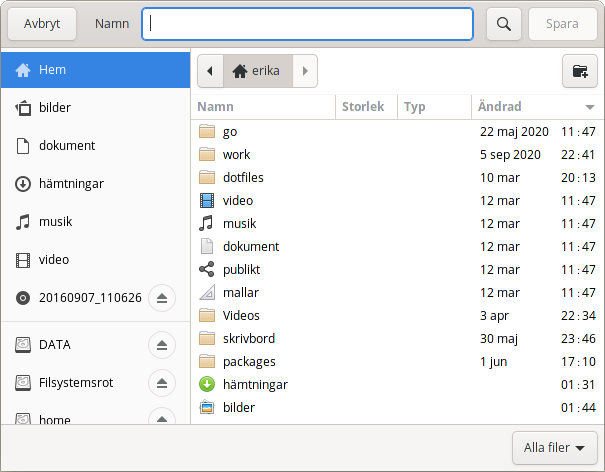 Avbryt Namn Spara
Hem
bilder
dokument
hämtningar
musik
video
20160907_110626
DATA
Filsystemsrot
home
erika
Namn Storlek Typ Ändrad
go 22 maj 2020 11:47
work 5 sep 2020 22:41
dotfiles 10 mar 20:13
video 12 mar 11:47
musik 12 mar 11:47
dokument 12 mar 11:47
publikt 12 mar 11:47
mallar 12 mar 11:47
Videos 3 apr 22:34
skrivbord 30 maj 23:46
packages 1 jun 17:10
hämtningar 01:31
bilder 01:44
Alla filer